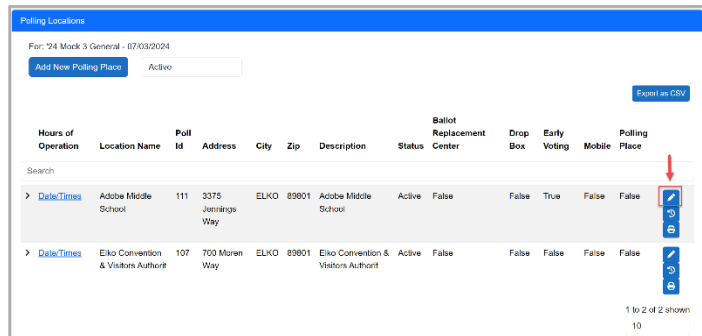 Polling Locations
For: '24 Mock 3 General - 07/03/2024
Add New Polling Place
Active
Export as CSV
Hours of Operation Location Name Poll Id Address City Zip Description Status Ballot Replacement Center Drop Box Early Voting Mobile Polling Place
Search
Date/Times Adobe Middle School 111 3375 Jennings Way ELKO 89801 Adobe Middle School Active False False True False False
Date/Times Elko Convention & Visitors Authorit 107 700 Moren Way ELKO 89801 Elko Convention & Visitors Authorit Active False False False False False
1 to 2 of 2 shown
10